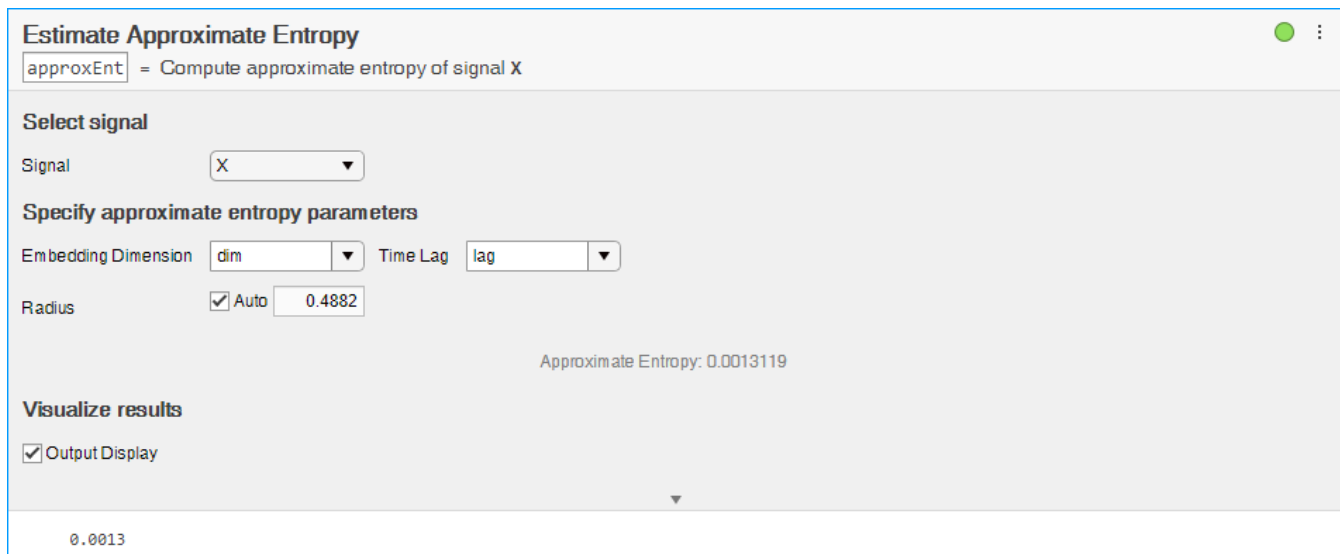 Estimate Approximate Entropy
approxEnt = Compute approximate entropy of signal X
Select signal
Signal X
Specify approximate entropy parameters
Embedding Dimension dim Time Lag lag
Radius Auto 0.4882
Approximate Entropy: 0.0013119
Visualize results
Output Display
0.0013